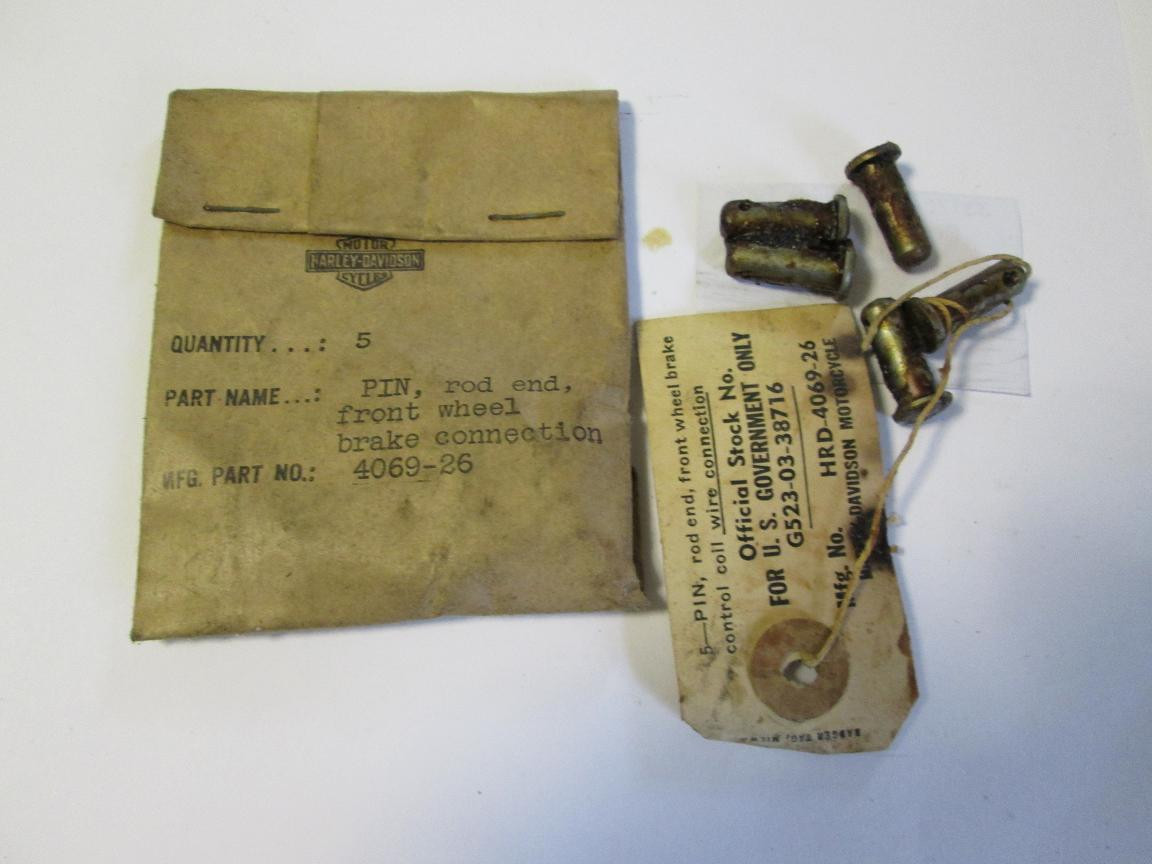 MOTOR
HARLEY-DAVIDSON
CYCLES
QUANTITY...: 5
PART NAME...: PIN, rod end,
front wheel
brake connection
MFG. PART NO.: 4069-26
5—PIN, rod end, front wheel brake
control coil wire connection
Official Stock No.
FOR U. S. GOVERNMENT ONLY
G523-03-38716
Mfg. No. HRD-4069-26
DAVIDSON MOTORCYCLE
BADGER TAG,